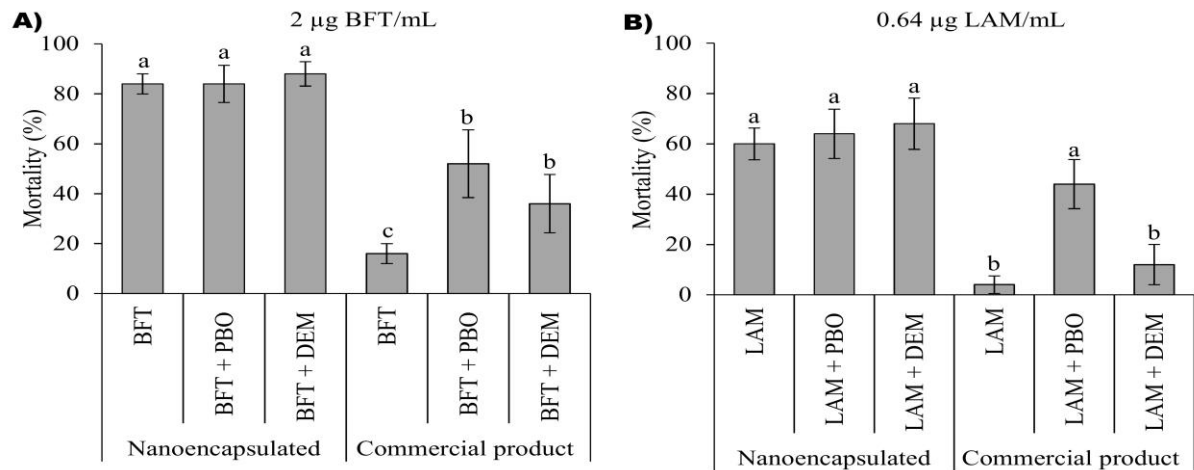 A)
2 µg BFT/mL
Mortality (%)
100
80
60
40
20
0
a
a
a
c
b
b
BFT
BFT + PBO
BFT + DEM
BFT
BFT + PBO
BFT + DEM
Nanoencapsulated
Commercial product
B)
0.64 µg LAM/mL
Mortality (%)
100
80
60
40
20
0
a
a
a
b
a
b
LAM
LAM + PBO
LAM + DEM
LAM
LAM + PBO
LAM + DEM
Nanoencapsulated
Commercial product